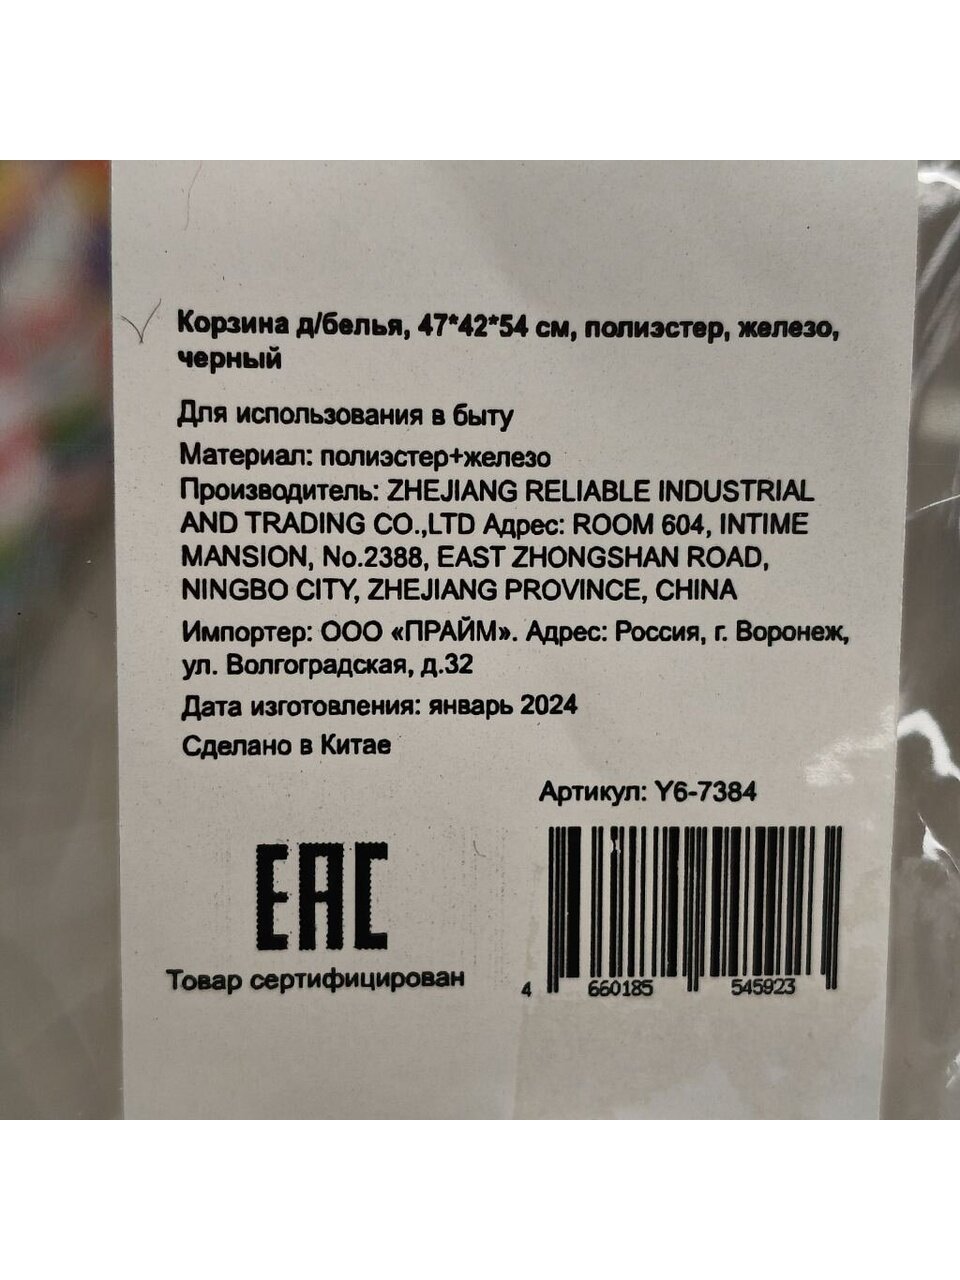 Корзина д/белья, 47*42*54 см, полиэстер, железо,
черный
Для использования в быту
Материал: полиэстер+железо
Производитель: ZHEJIANG RELIABLE INDUSTRIAL
AND TRADING CO.,LTD Адрес: ROOM 604, INTIME
MANSION, No.2388, EAST ZHONGSHAN ROAD,
NINGBO CITY, ZHEJIANG PROVINCE, CHINA
Импортер: ООО «ПРАЙМ». Адрес: Россия, г. Воронеж,
ул. Волгоградская, д.32
Дата изготовления: январь 2024
Сделано в Китае
Артикул: Y6-7384
EAC
Товар сертифицирован
4 660185 545923